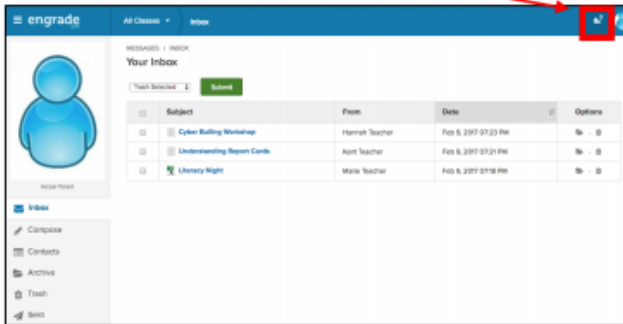 engrade
All Classes
Inbox
MESSAGES / INBOX
Your Inbox
Trash Selected
Submit
Subject From Date Options
Cyber Bulling Workshop Hannah Teacher Feb 9, 2017 07:23 PM
Understanding Report Cards Kent Teacher Feb 9, 2017 07:21 PM
Literacy Night Marie Teacher Feb 9, 2017 07:18 PM
Parent
Inbox
Compose
Contacts
Archive
Trash
Sent